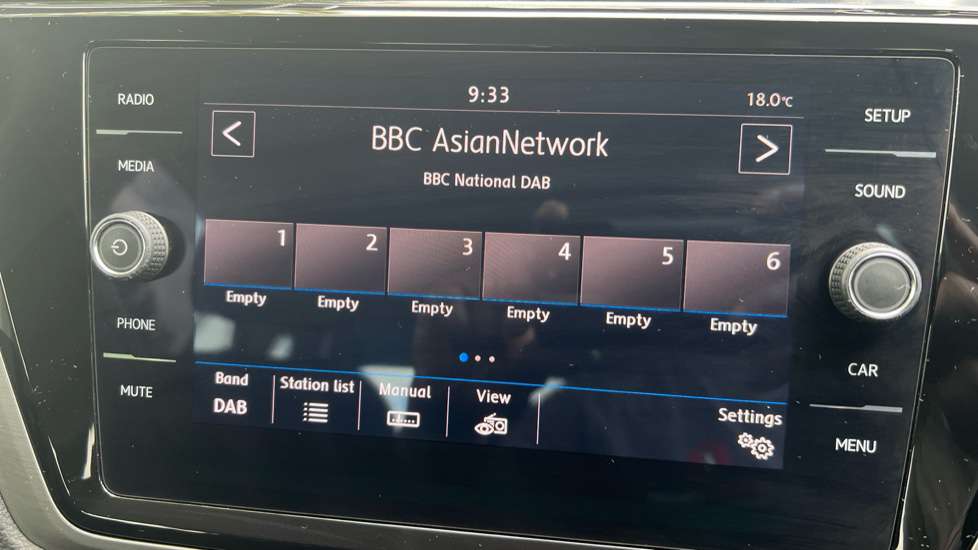 RADIO
MEDIA
PHONE
MUTE
9:33
18.0°C
< BBC AsianNetwork >
BBC National DAB
1 2 3 4 5 6
Empty Empty Empty Empty Empty Empty
Band Station list Manual View Settings
DAB
SETUP
SOUND
CAR
MENU